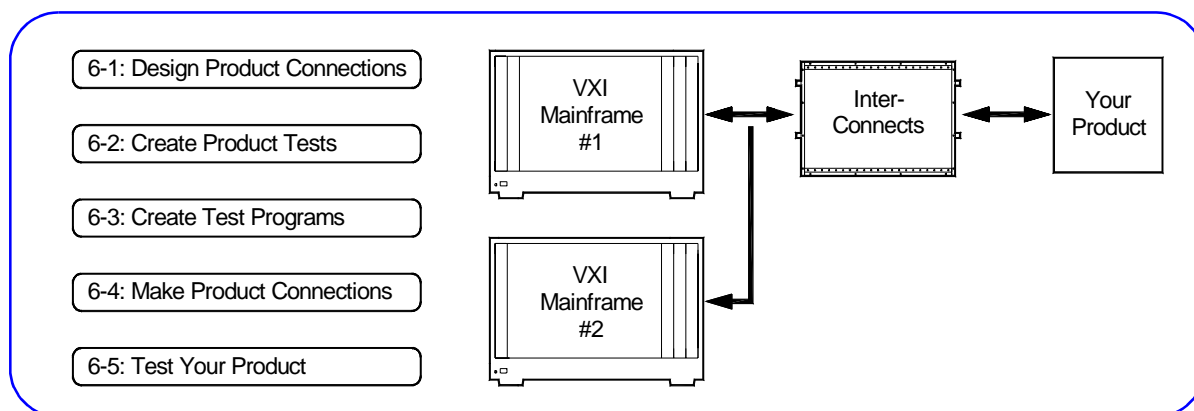 6-1: Design Product Connections
6-2: Create Product Tests
6-3: Create Test Programs
6-4: Make Product Connections
6-5: Test Your Product
VXI
Mainframe
#1
Inter-
Connects
Your
Product
VXI
Mainframe
#2